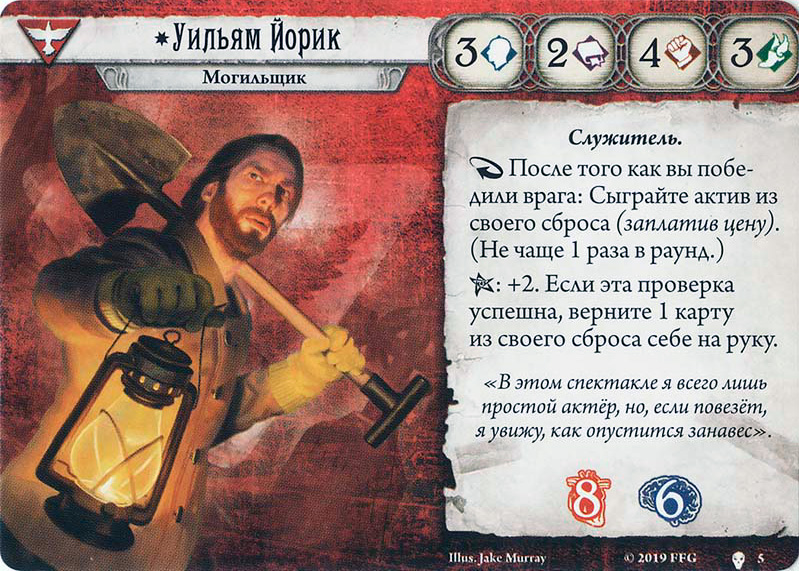 Уильям Йорик
Могильщик
3 2 4 3
Служитель.
После того как вы побе-
дили врага: Сыграйте актив из
своего сброса (заплатив цену).
(Не чаще 1 раза в раунд.)
: +2. Если эта проверка
успешна, верните 1 карту
из своего сброса себе на руку.
«В этом спектакле я всего лишь
простой актёр, но, если повезёт,
я увижу, как опустится занавес».
8 6
Illus. Jake Murray © 2019 FFG 5